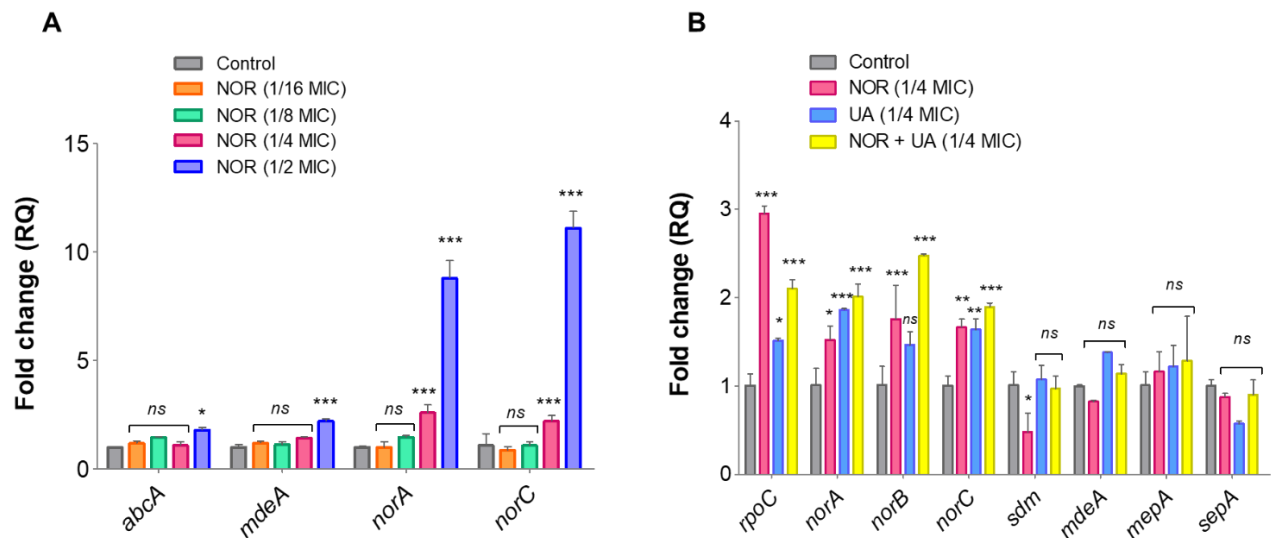 A
Control
NOR (1/16 MIC)
NOR (1/8 MIC)
NOR (1/4 MIC)
NOR (1/2 MIC)
Fold change (RQ)
15
10
5
0
ns
*
ns
***
ns
***
***
ns
***
***
abcA
mdeA
norA
norC
B
Control
NOR (1/4 MIC)
UA (1/4 MIC)
NOR + UA (1/4 MIC)
Fold change (RQ)
4
3
2
1
0
***
*
***
*
***
***
***
ns
***
**
**
***
*
ns
ns
ns
ns
rpoC
norA
norB
norC
sdm
mdeA
mepA
sepA